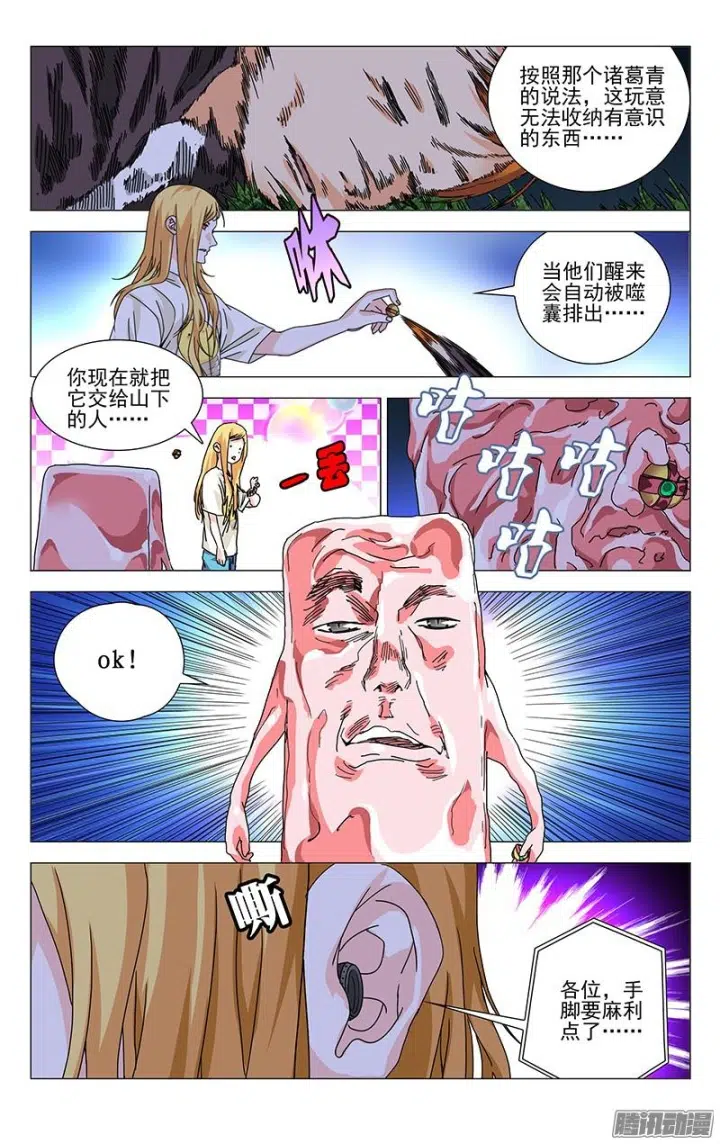 按照那个诸葛青
的说法，这玩意
无法收纳有意识
的东西……
咻
当他们醒来
会自动被噬
囊排出……
你现在就把
它交给山下
的人……
一丢
咕
咕咕
咕
ok!
嘶
各位，手
脚要麻利
点了……
腾讯动漫